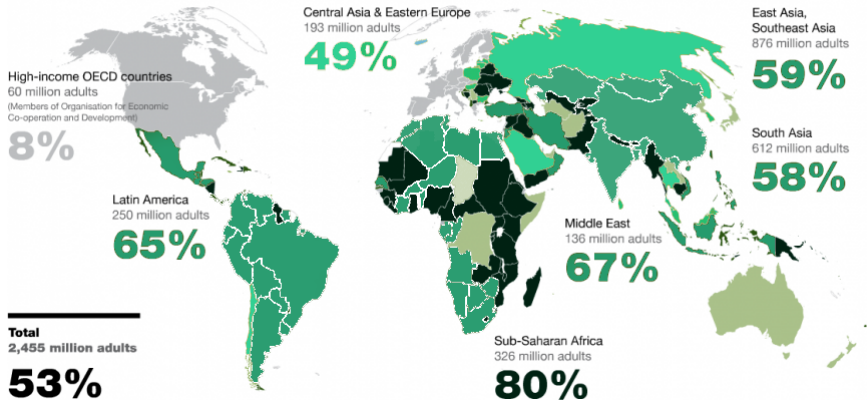 Central Asia & Eastern Europe
193 million adults
49%
East Asia,
Southeast Asia
876 million adults
59%
High-income OECD countries
60 million adults
(Members of Organisation for Economic
Co-operation and Development)
8%
South Asia
612 million adults
58%
Latin America
250 million adults
65%
Middle East
136 million adults
67%
Total
2,455 million adults
53%
Sub-Saharan Africa
326 million adults
80%